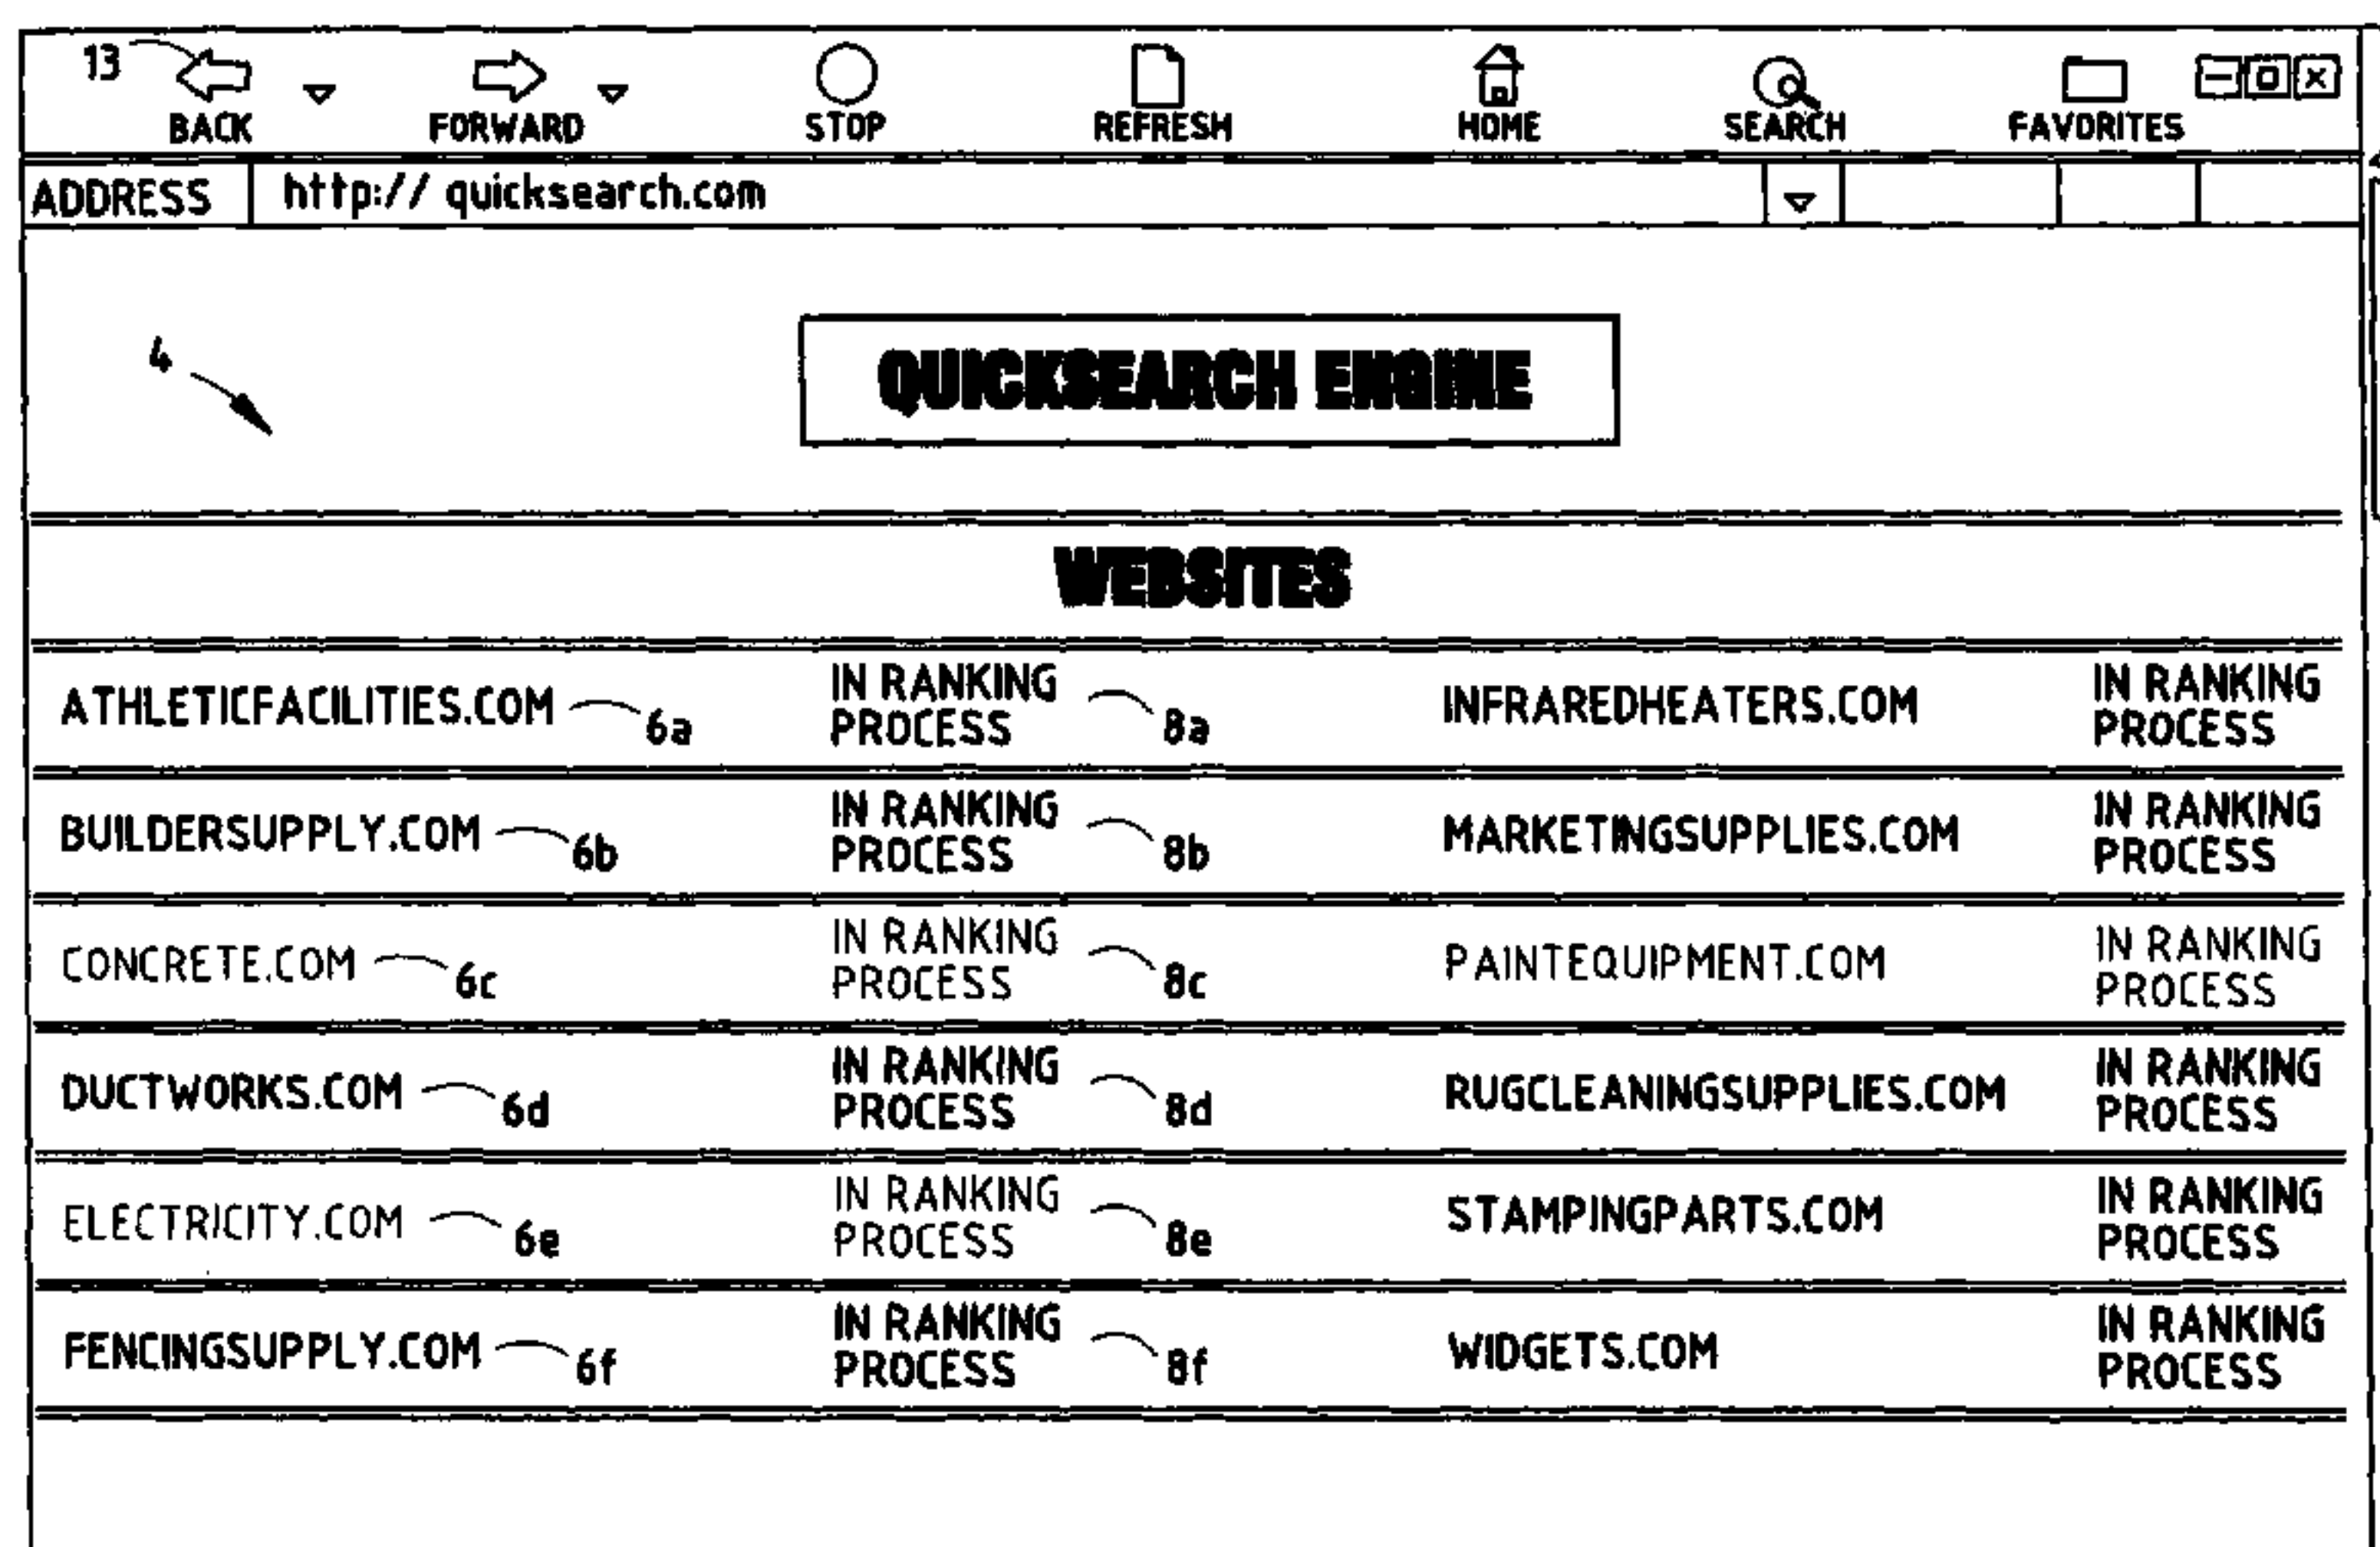 13
BACK FORWARD STOP REFRESH HOME SEARCH FAVORITES
ADDRESS http:// quicksearch.com
4
QUICKSEARCH ENGINE
WEBSITES
ATHLETICFACILITIES.COM 6a IN RANKING PROCESS 8a INFRAREDHEATERS.COM IN RANKING PROCESS
BUILDERSUPPLY.COM 6b IN RANKING PROCESS 8b MARKETINGSUPPLIES.COM IN RANKING PROCESS
CONCRETE.COM 6c IN RANKING PROCESS 8c PAINTEQUIPMENT.COM IN RANKING PROCESS
DUCTWORKS.COM 6d IN RANKING PROCESS 8d RUGCLEANINGSUPPLIES.COM IN RANKING PROCESS
ELECTRICITY.COM 6e IN RANKING PROCESS 8e STAMPINGPARTS.COM IN RANKING PROCESS
FENCINGSUPPLY.COM 6f IN RANKING PROCESS 8f WIDGETS.COM IN RANKING PROCESS